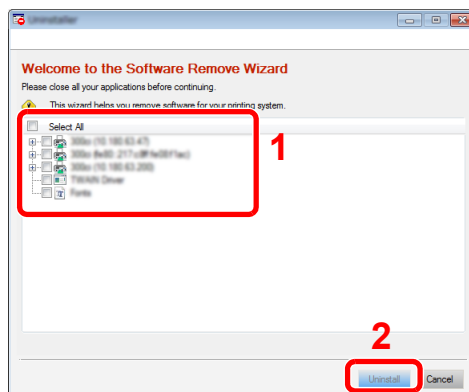 Uninstaller
Welcome to the Software Remove Wizard
Please close all your applications before continuing.
This wizard helps you remove software for your printing system.
Select All
1
TWAIN Driver
Fonts
2
Uninstall Cancel